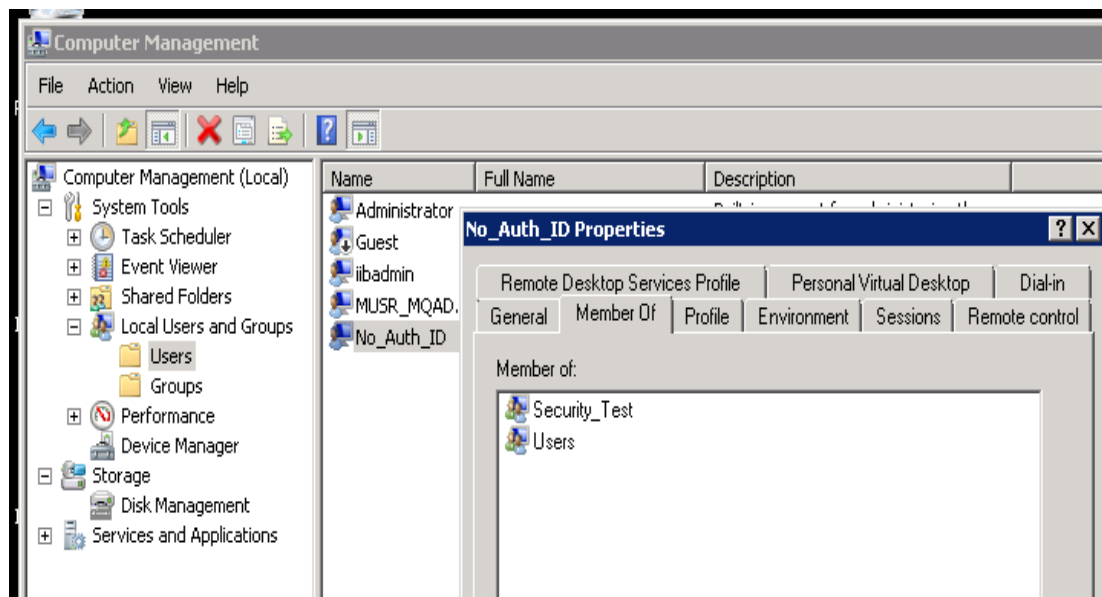 Computer Management
File Action View Help
Computer Management (Local)
System Tools
Task Scheduler
Event Viewer
Shared Folders
Local Users and Groups
Users
Groups
Performance
Device Manager
Storage
Disk Management
Services and Applications
Name Full Name Description
Administrator
Guest
iibadmin
MUSR_MQAD.
No_Auth_ID
No_Auth_ID Properties
Remote Desktop Services Profile Personal Virtual Desktop Dial-in
General Member Of Profile Environment Sessions Remote control
Member of:
Security_Test
Users